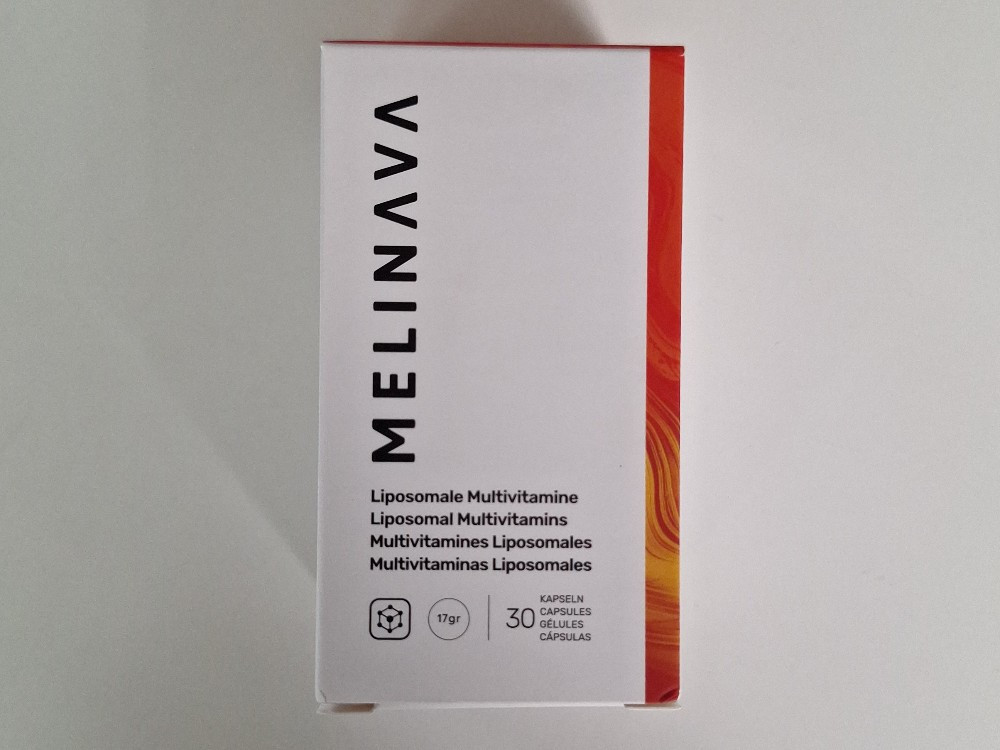 MELINAVA
Liposomale Multivitamine
Liposomal Multivitamins
Multivitamines Liposomales
Multivitaminas Liposomales
17gr
30
KAPSELN
CAPSULES
GÉLULES
CÁPSULAS